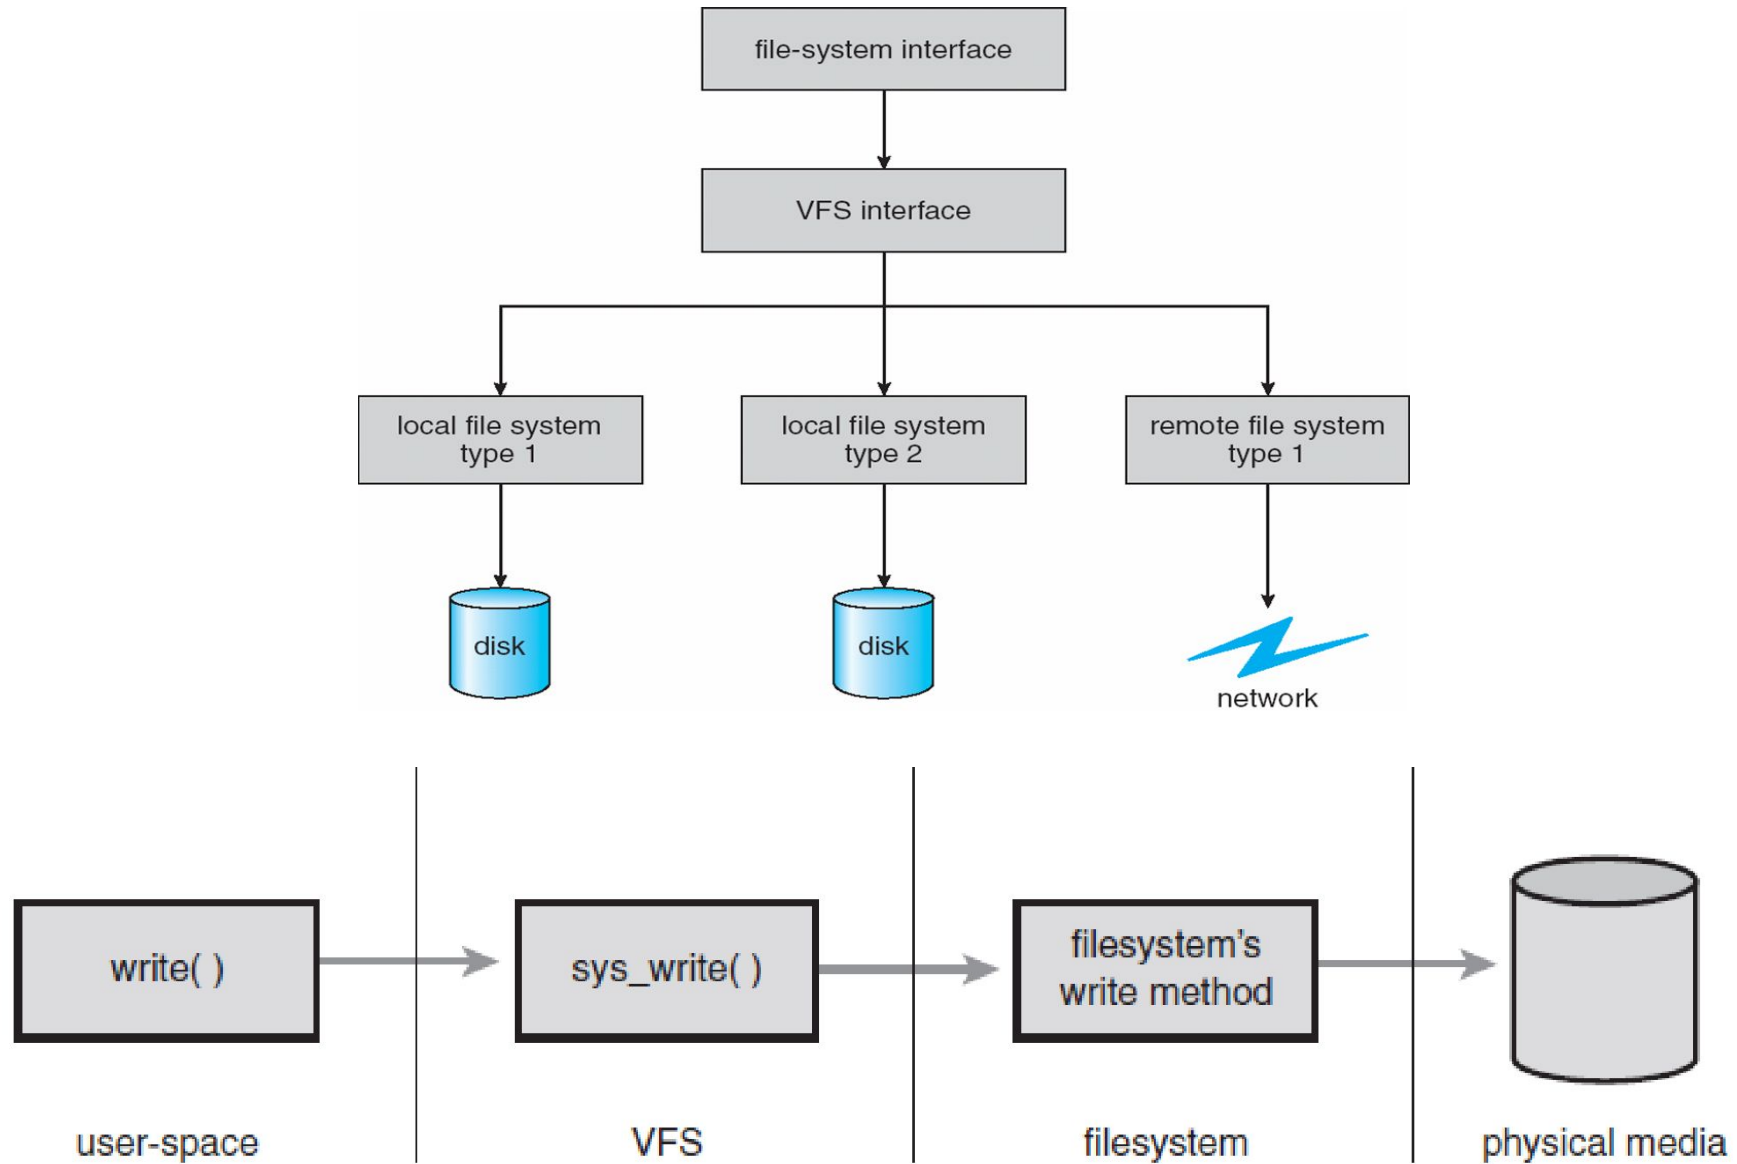 file-system interface
VFS interface
local file system
type 1
local file system
type 2
remote file system
type 1
disk
disk
network
write( )
sys_write( )
filesystem's
write method
user-space
VFS
filesystem
physical media